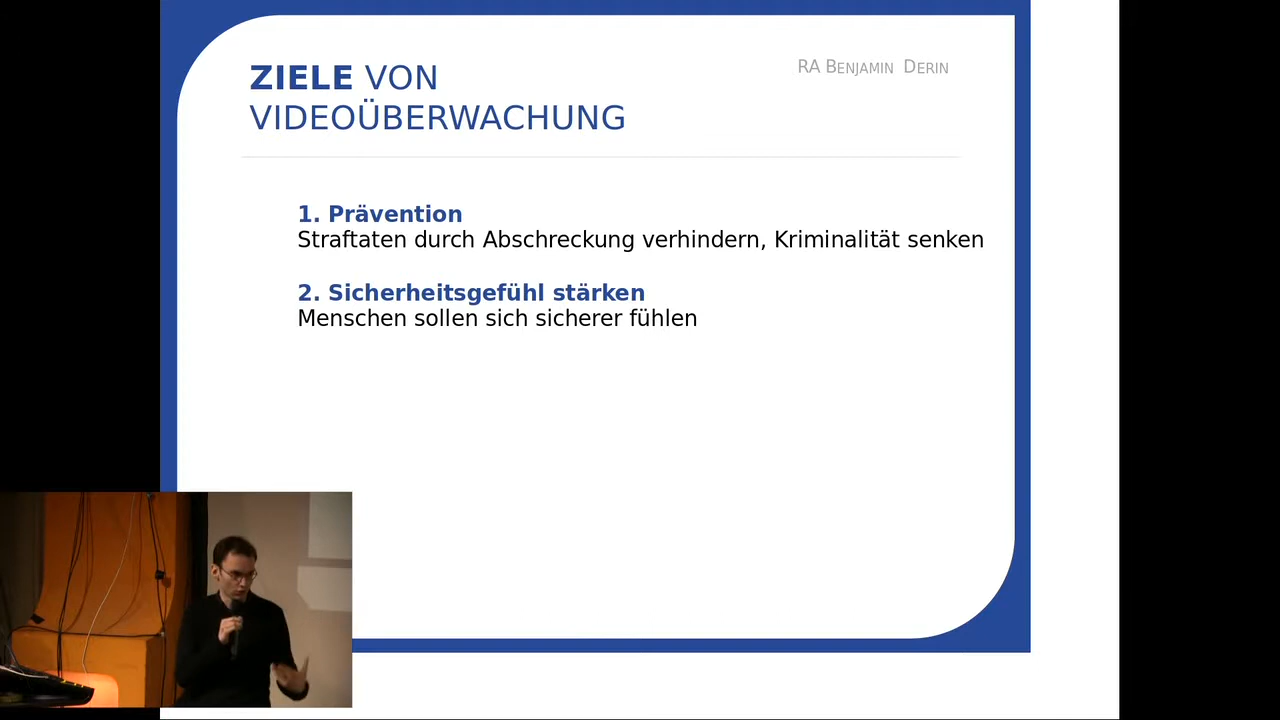 ZIELE VON
VIDEOÜBERWACHUNG
RA BENJAMIN DERIN
1. Prävention
Straftaten durch Abschreckung verhindern, Kriminalität senken
2. Sicherheitsgefühl stärken
Menschen sollen sich sicherer fühlen